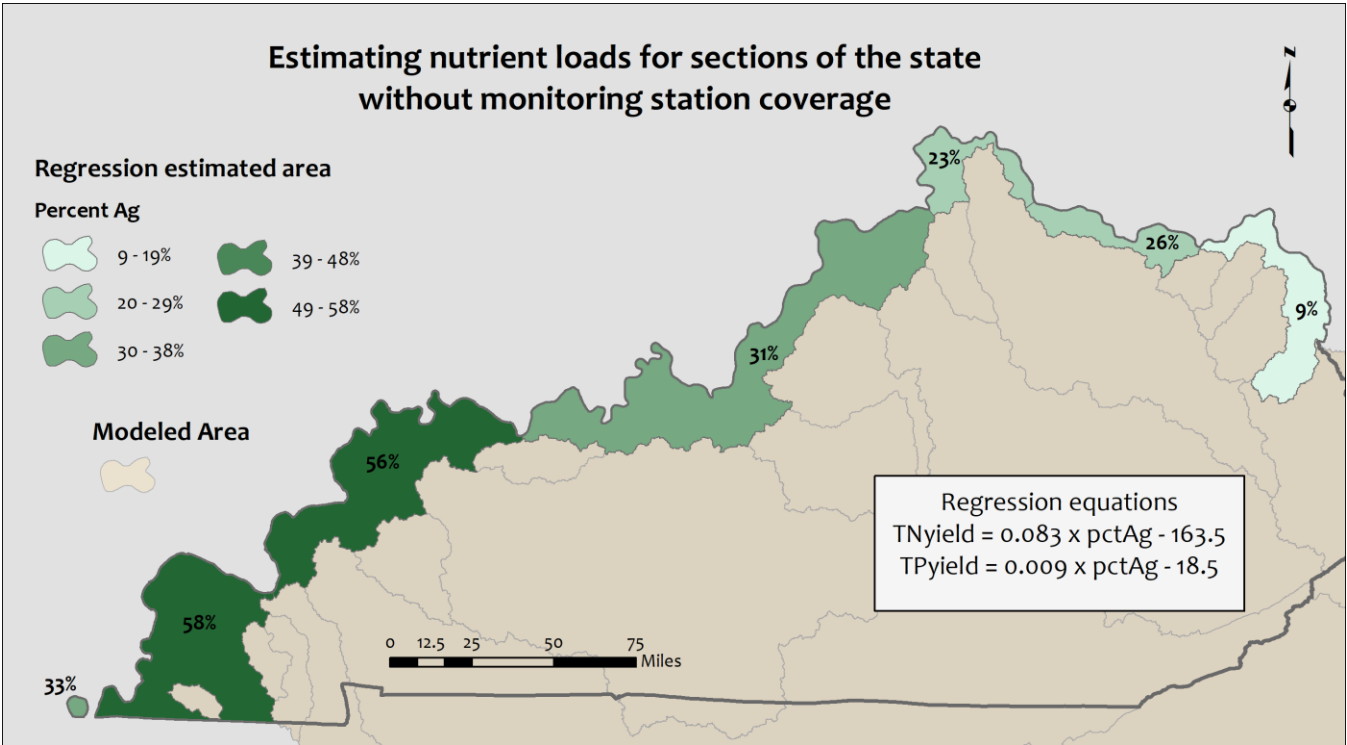 Estimating nutrient loads for sections of the state
without monitoring station coverage
N
Regression estimated area
Percent Ag
9 - 19%
39 - 48%
20 - 29%
49 - 58%
30 - 38%
Modeled Area
23%
26%
9%
31%
56%
58%
33%
Regression equations
TNyield = 0.083 x pctAg - 163.5
TPyield = 0.009 x pctAg - 18.5
0 12.5 25 50 75
Miles